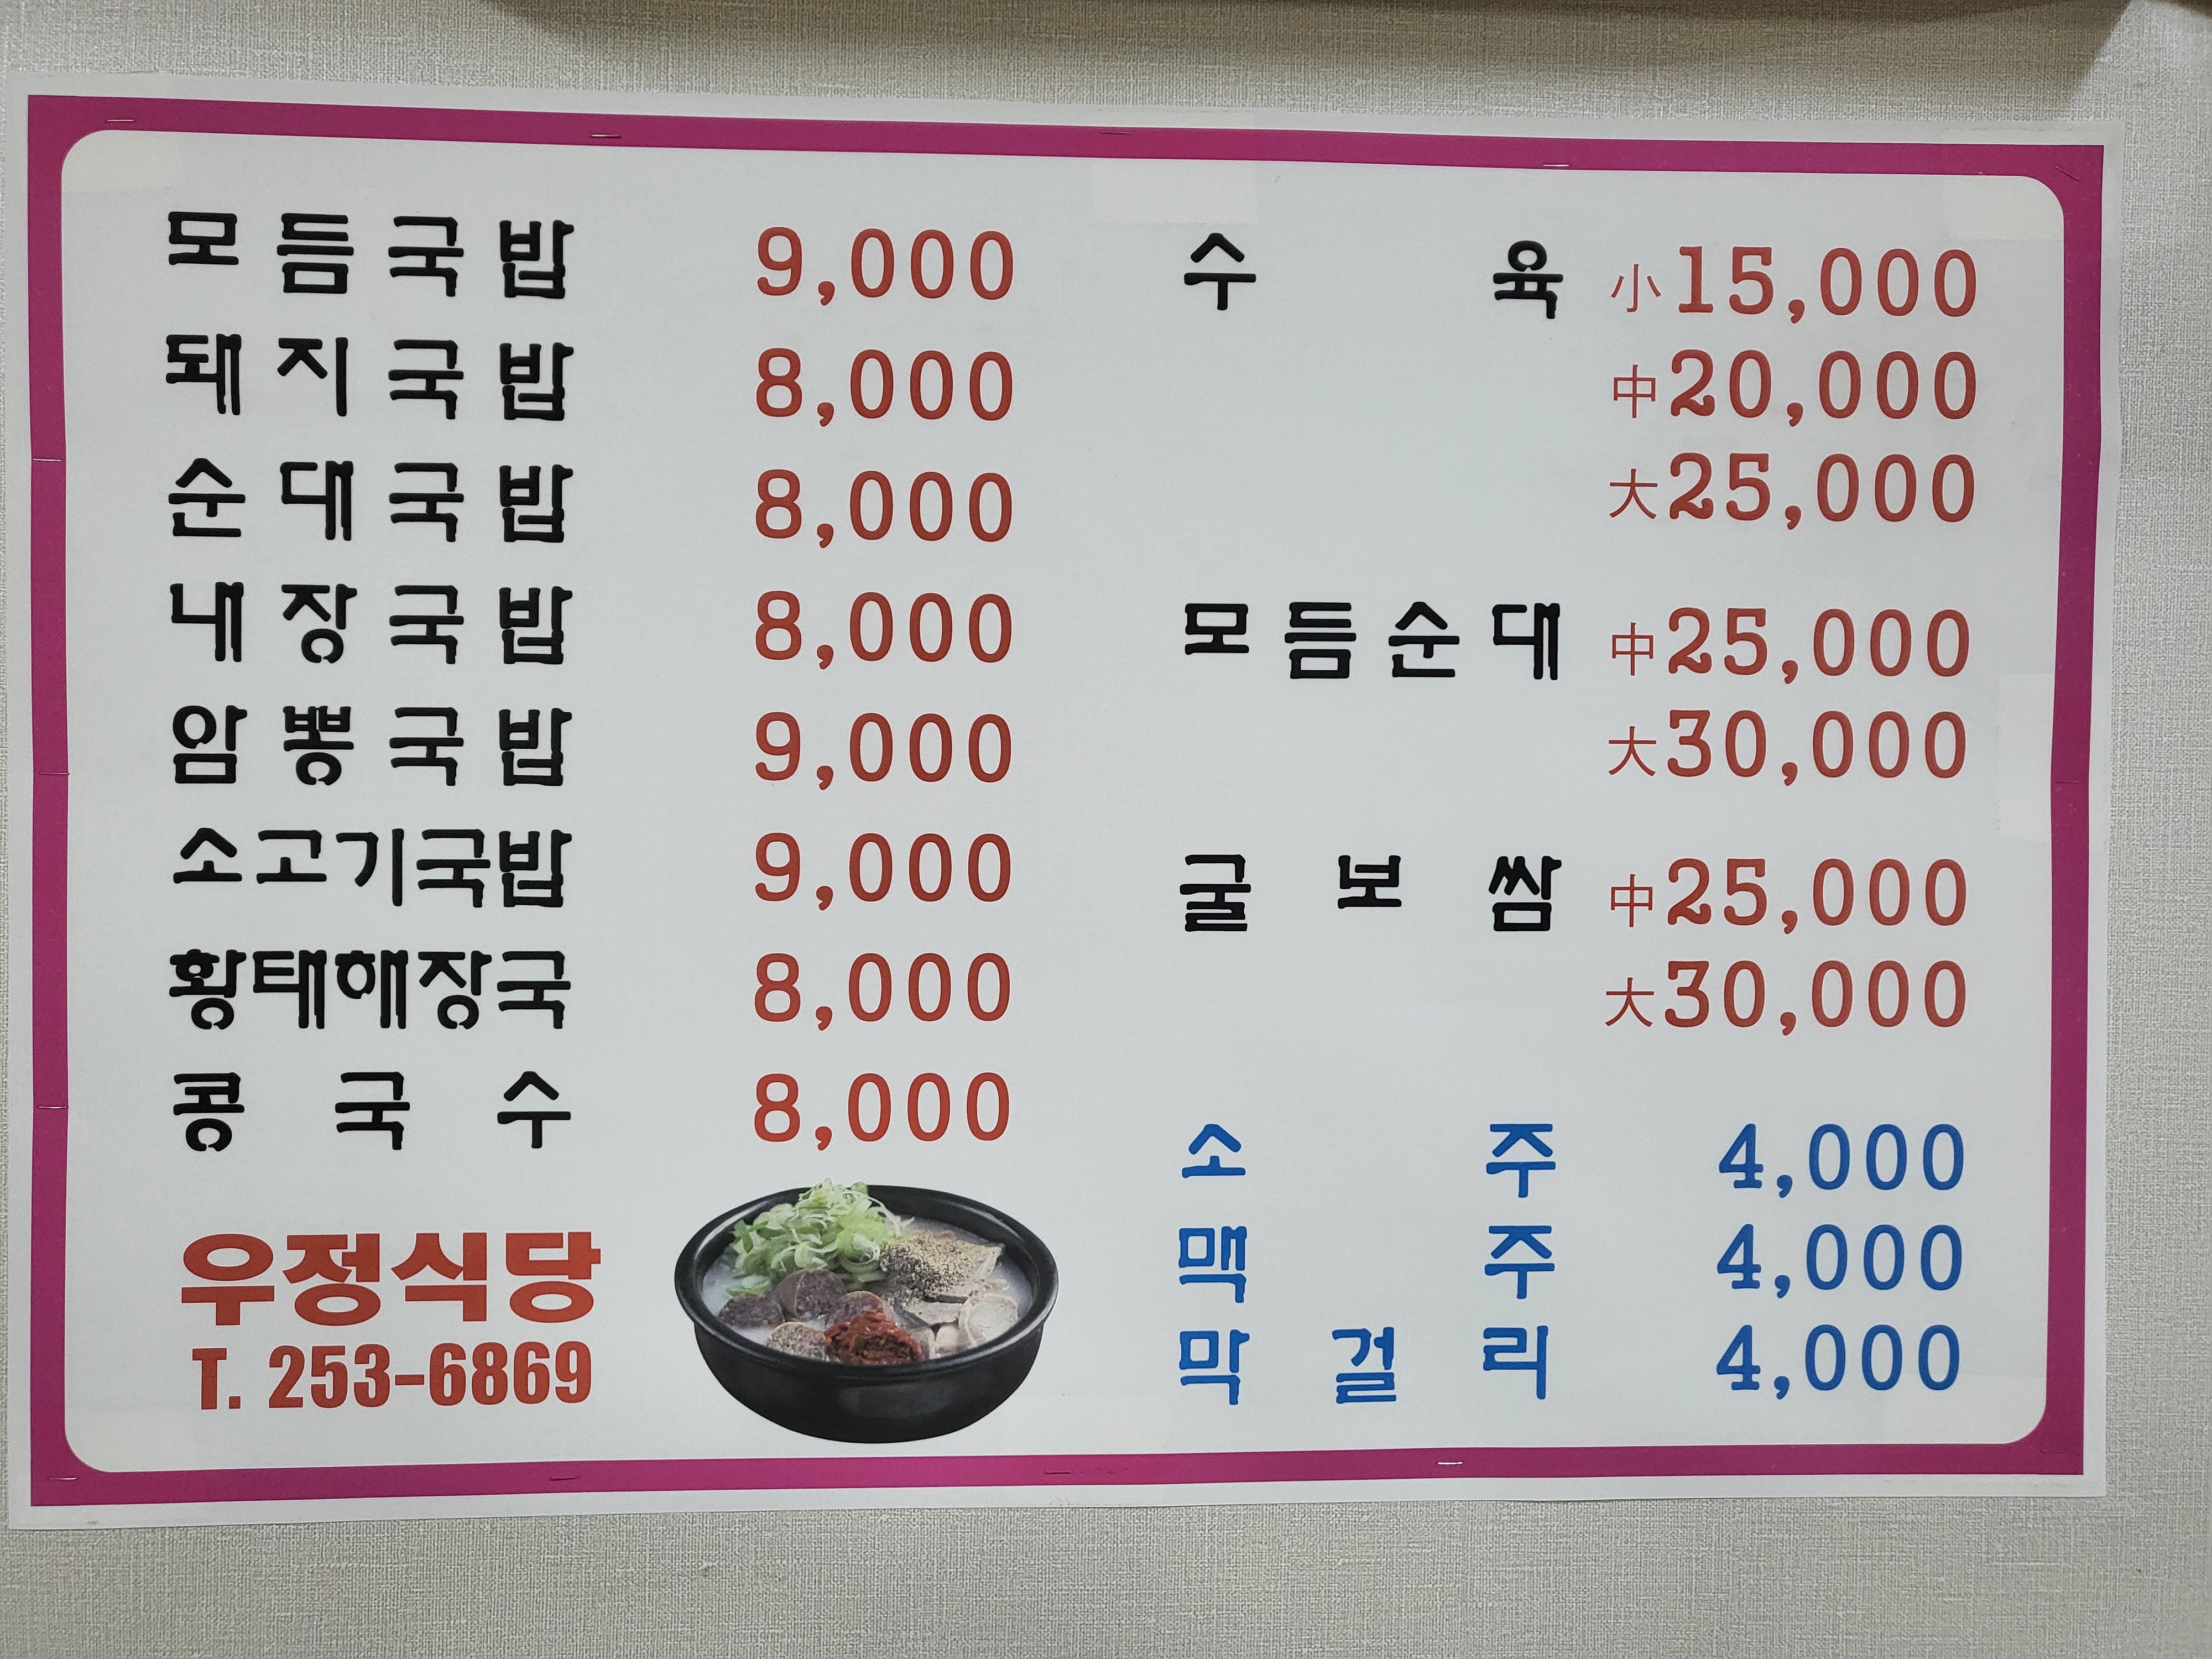 모듬국밥 9,000
돼지국밥 8,000
순대국밥 8,000
내장국밥 8,000
암뽕국밥 9,000
소고기국밥 9,000
황태해장국 8,000
콩국수 8,000
우정식당
T. 253-6869
수육 小15,000
中20,000
大25,000
모듬순대 中25,000
大30,000
굴보쌈 中25,000
大30,000
소주 4,000
맥주 4,000
막걸리 4,000